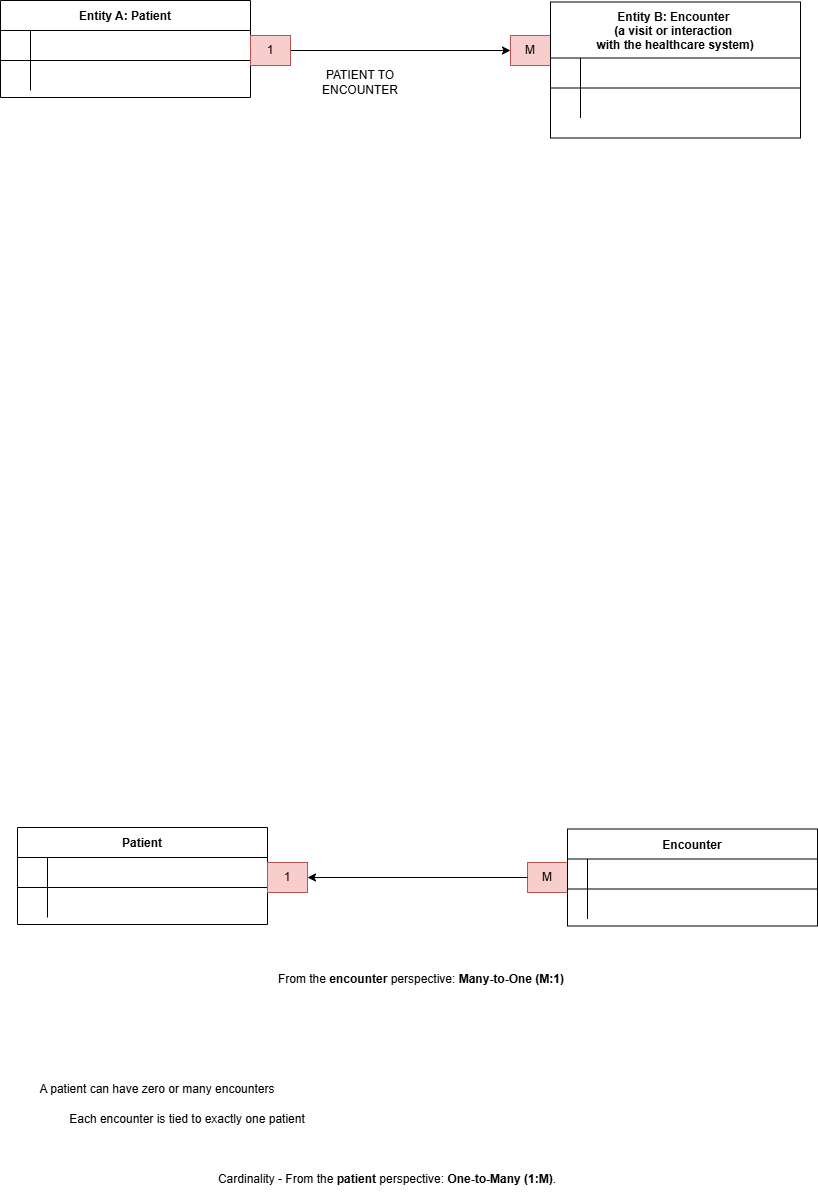 Entity A: Patient
Entity B: Encounter
(a visit or interaction
with the healthcare system)
1
M
PATIENT TO
ENCOUNTER
Patient
Encounter
1
M
From the encounter perspective: Many-to-One (M:1)
A patient can have zero or many encounters
Each encounter is tied to exactly one patient
Cardinality - From the patient perspective: One-to-Many (1:M).